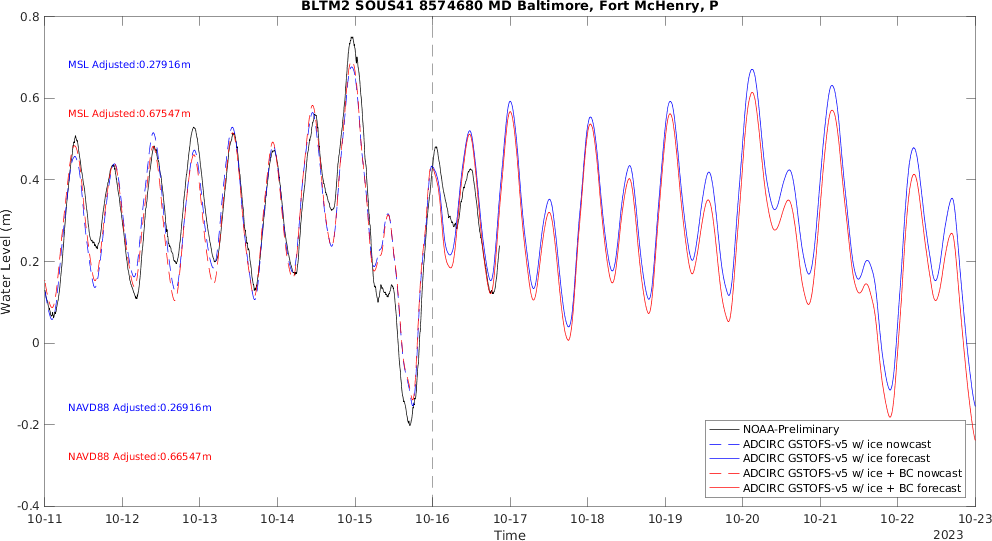 BLTM2 SOUS41 8574680 MD Baltimore, Fort McHenry, P
0.8
0.6
0.4
0.2
0
-0.2
-0.4
Water Level (m)
MSL Adjusted:0.27916m
MSL Adjusted:0.67547m
NAVD88 Adjusted:0.26916m
NAVD88 Adjusted:0.66547m
NOAA-Preliminary
ADCIRC GSTOFS-v5 w/ ice nowcast
ADCIRC GSTOFS-v5 w/ ice forecast
ADCIRC GSTOFS-v5 w/ ice + BC nowcast
ADCIRC GSTOFS-v5 w/ ice + BC forecast
10-11 10-12 10-13 10-14 10-15 10-16 10-17 10-18 10-19 10-20 10-21 10-22 10-23
Time
2023